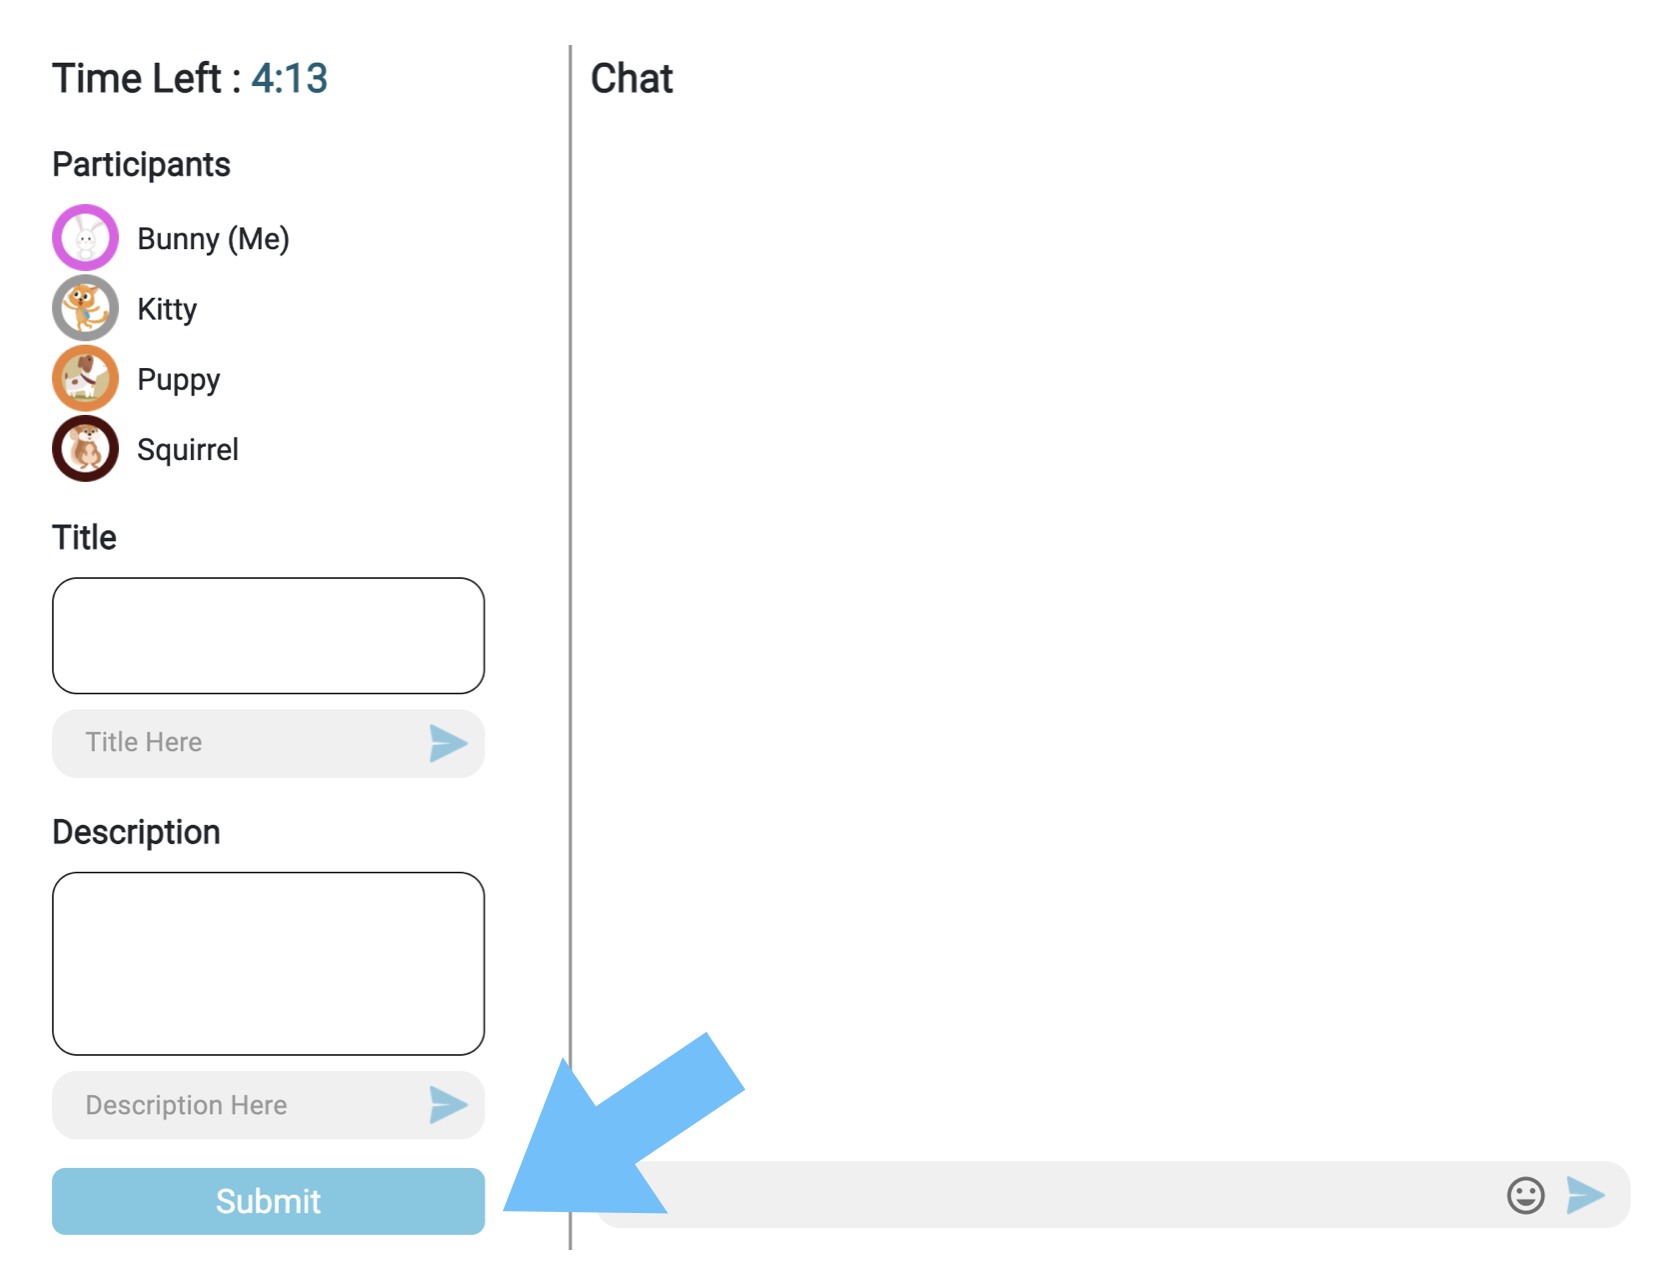 Time Left : 4:13
Participants
Bunny (Me)
Kitty
Puppy
Squirrel
Title
Title Here
Description
Description Here
Submit
Chat